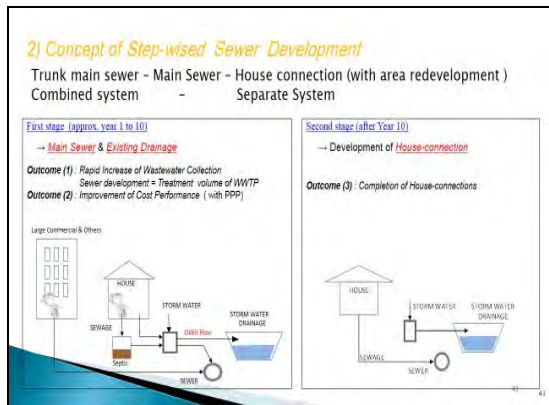 2) Concept of Step-wised Sewer Development
Trunk main sewer – Main Sewer – House connection (with area redevelopment )
Combined system – Separate System
First stage (approx. year 1 to 10)
→ Main Sewer & Existing Drainage
Outcome (1) : Rapid Increase of Wastewater Collection
Sewer development = Treatment volume of WWTP
Outcome (2) : Improvement of Cost Performance ( with PPP)
Large Commercial & Others
HOUSE
STORM WATER
SEWAGE
OVER Flow
STORM WATER
DRAINAGE
Septic
SEWER
Second stage (after Year 10)
→ Development of House-connection
Outcome (3) : Completion of House-connections
HOUSE
STORM WATER
STORM WATER
DRAINAGE
SEWAGE
SEWER
41
41